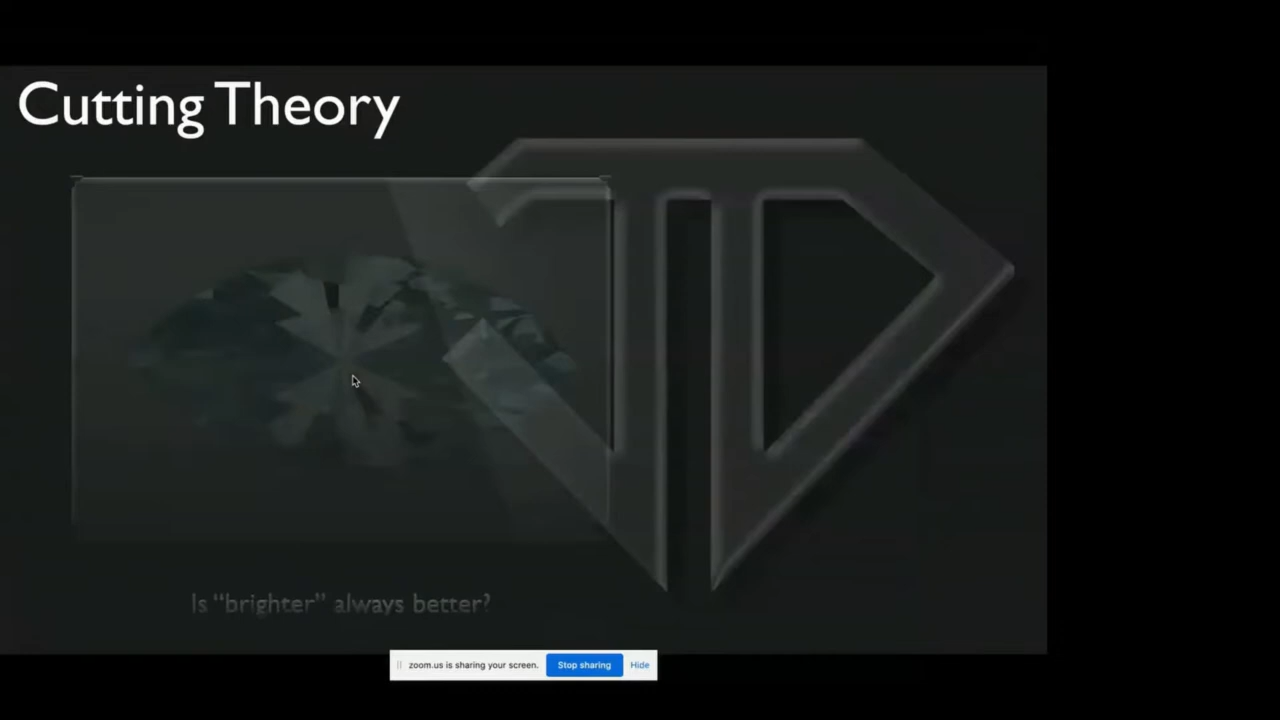 Cutting Theory
Is “brighter” always better?
zoom.us is sharing your screen. Stop sharing Hide